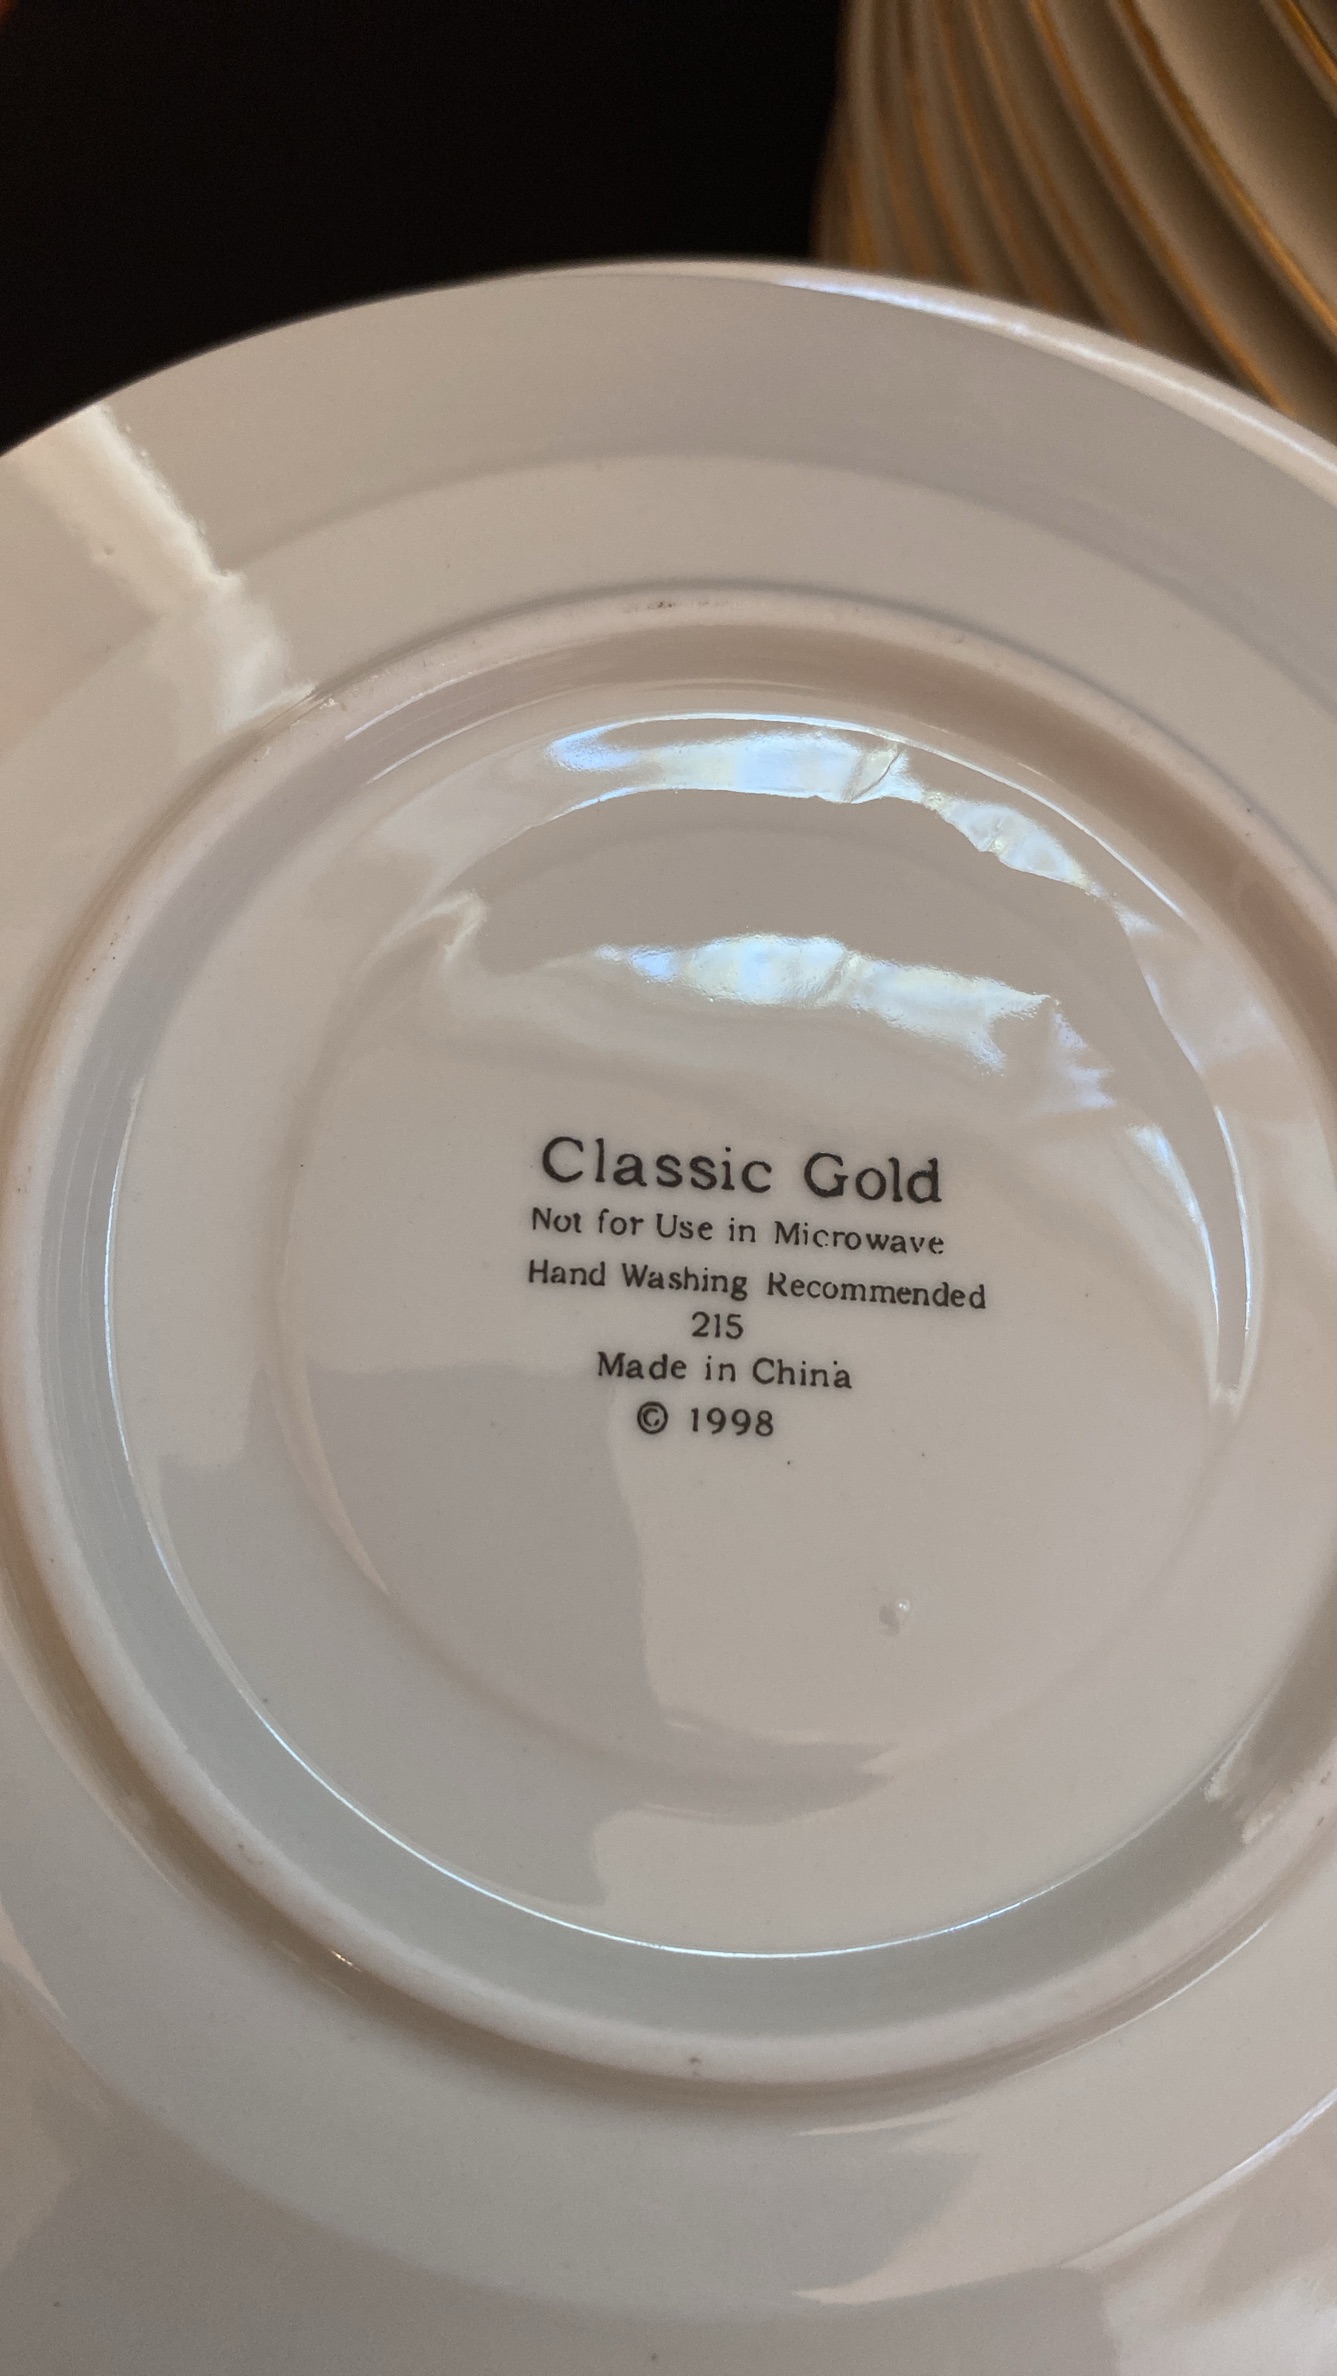 Classic Gold
Not for Use in Microwave
Hand Washing Recommended
215
Made in China
© 1998